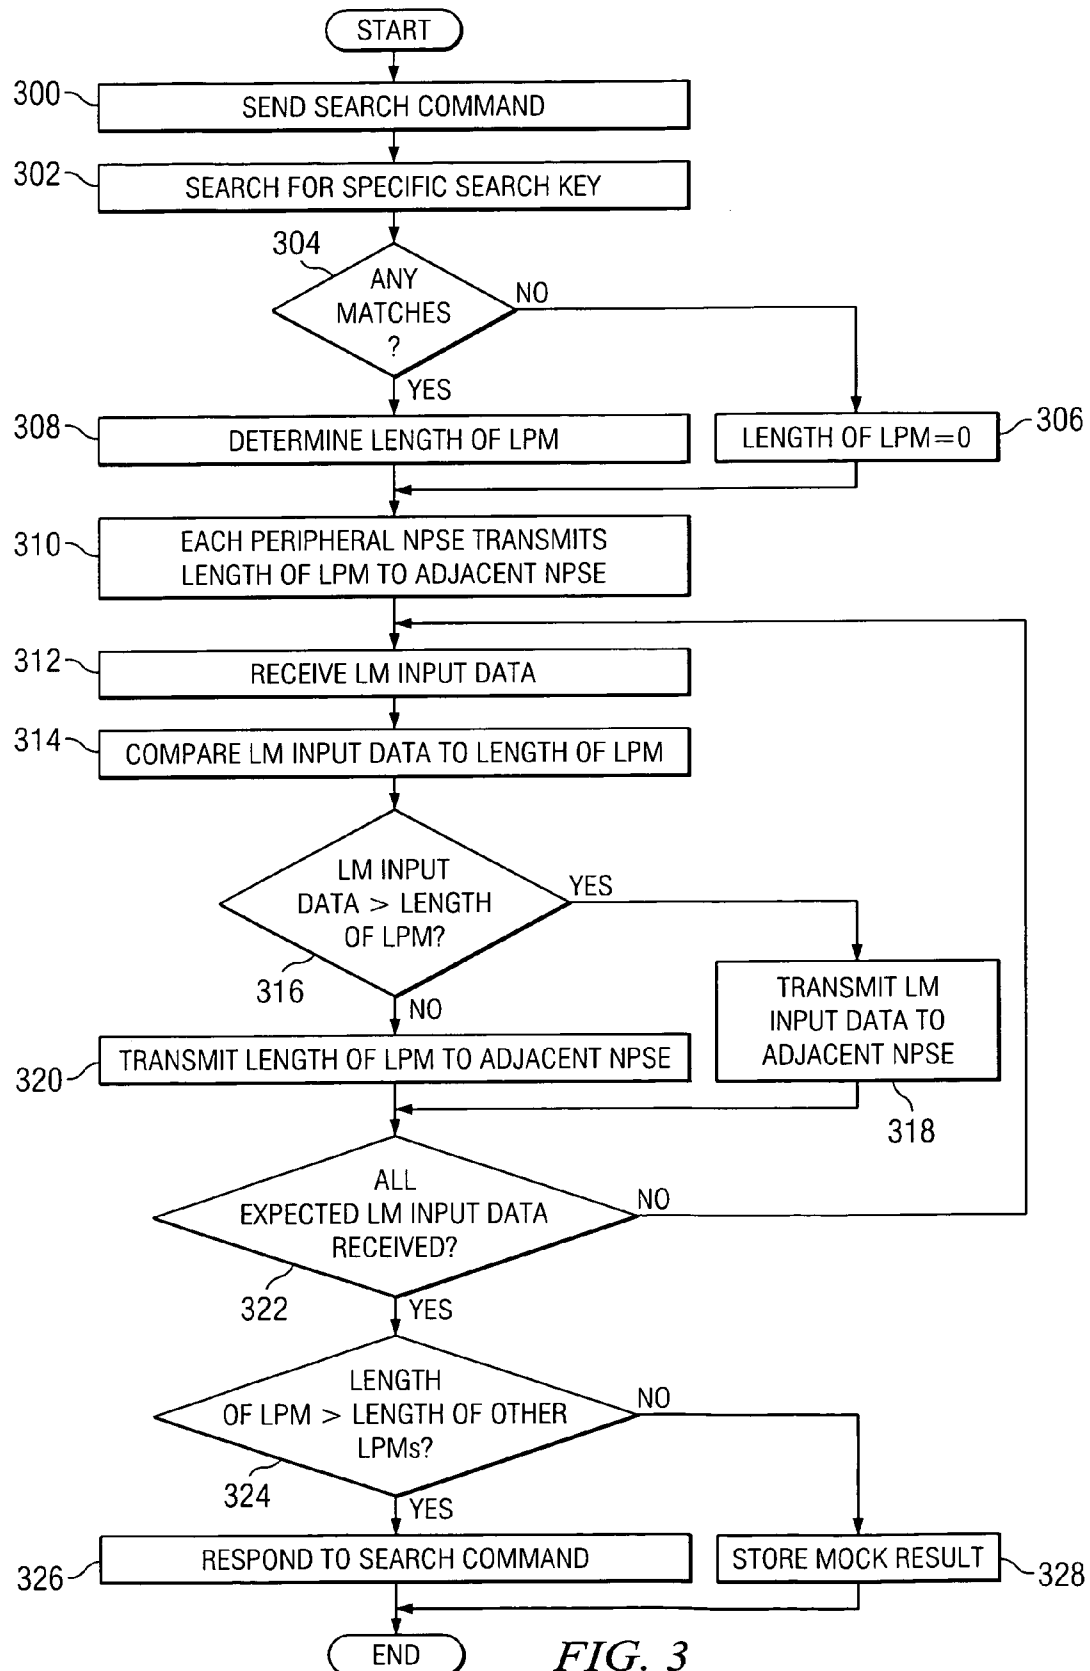 START
300
SEND SEARCH COMMAND
302
SEARCH FOR SPECIFIC SEARCH KEY
304
ANY
MATCHES
?
NO
YES
308
DETERMINE LENGTH OF LPM
LENGTH OF LPM=0
306
310
EACH PERIPHERAL NPSE TRANSMITS
LENGTH OF LPM TO ADJACENT NPSE
312
RECEIVE LM INPUT DATA
314
COMPARE LM INPUT DATA TO LENGTH OF LPM
LM INPUT
DATA > LENGTH
OF LPM?
YES
316
NO
TRANSMIT LM
INPUT DATA TO
ADJACENT NPSE
318
320
TRANSMIT LENGTH OF LPM TO ADJACENT NPSE
ALL
EXPECTED LM INPUT DATA
RECEIVED?
NO
322
YES
LENGTH
OF LPM > LENGTH OF OTHER
LPMs?
NO
324
YES
326
RESPOND TO SEARCH COMMAND
STORE MOCK RESULT
328
END
FIG. 3